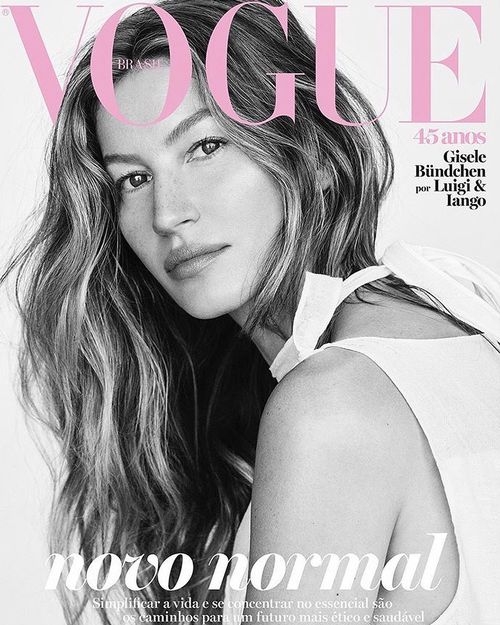 VOGUE
BRASIL
45 anos
Gisele
Bündchen
por Luigi &
Iango
novo normal
Simplificar a vida e se concentrar no essencial são
os caminhos para um futuro mais ético e saudável